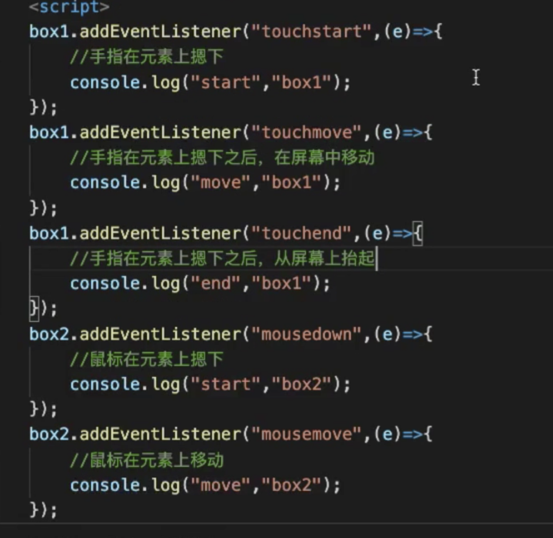 <script>
box1.addEventListener("touchstart",(e)=>{
//手指在元素上摁下
console.log("start","box1");
});
box1.addEventListener("touchmove",(e)=>{
//手指在元素上摁下之后，在屏幕中移动
console.log("move","box1");
});
box1.addEventListener("touchend",(e)=>{
//手指在元素上摁下之后，从屏幕上抬起
console.log("end","box1");
});
box2.addEventListener("mousedown",(e)=>{
//鼠标在元素上摁下
console.log("start","box2");
});
box2.addEventListener("mousemove",(e)=>{
//鼠标在元素上移动
console.log("move","box2");
});